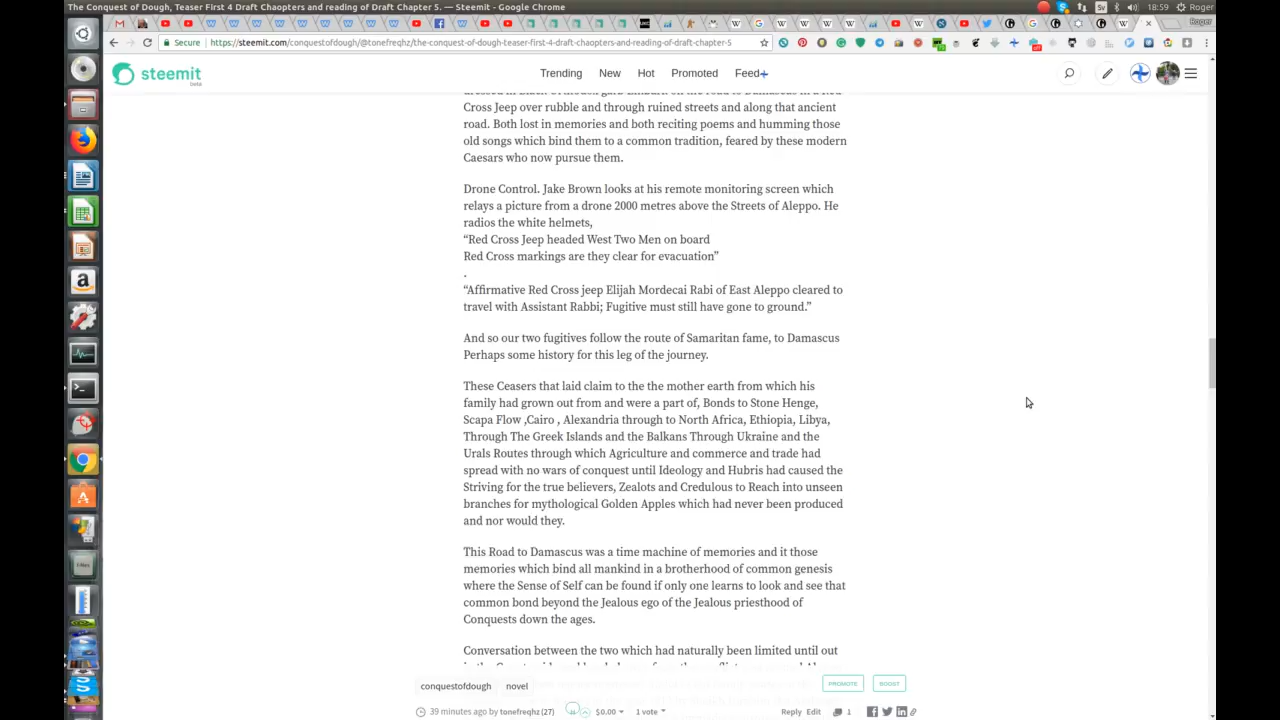 The Conquest of Dough, Teaser First 4 Draft Chaopters and reading of Draft Chapter 5. — Steemit - Google Chrome
Sv
18:59
Roger
Roger
Secure
https://steemit.com/conquestofdough/@tonefreqhz/the-conquest-of-dough-teaser-first-4-draft-chaopters-and-reading-of-draft-chapter-5
steemit
Beta
Trending New Hot Promoted Feed
Cross Jeep over rubble and through ruined streets and along that ancient
road. Both lost in memories and both reciting poems and humming those
old songs which bind them to a common tradition, feared by these modern
Caesars who now pursue them.
Drone Control. Jake Brown looks at his remote monitoring screen which
relays a picture from a drone 2000 metres above the Streets of Aleppo. He
radios the white helmets,
“Red Cross Jeep headed West Two Men on board
Red Cross markings are they clear for evacuation”
.
“Affirmative Red Cross jeep Elijah Mordecai Rabi of East Aleppo cleared to
travel with Assistant Rabbi; Fugitive must still have gone to ground.”
And so our two fugitives follow the route of Samaritan fame, to Damascus
Perhaps some history for this leg of the journey.
These Ceasers that laid claim to the the mother earth from which his
family had grown out from and were a part of, Bonds to Stone Henge,
Scapa Flow ,Cairo , Alexandria through to North Africa, Ethiopia, Libya,
Through The Greek Islands and the Balkans Through Ukraine and the
Urals Routes through which Agriculture and commerce and trade had
spread with no wars of conquest until Ideology and Hubris had caused the
Striving for the true believers, Zealots and Credulous to Reach into unseen
branches for mythological Golden Apples which had never been produced
and nor would they.
This Road to Damascus was a time machine of memories and it those
memories which bind all mankind in a brotherhood of common genesis
where the Sense of Self can be found if only one learns to look and see that
common bond beyond the Jealous ego of the Jealous priesthood of
Conquests down the ages.
Conversation between the two which had naturally been limited until out
conquestofdough novel
PROMOTE BOOST
39 minutes ago by tonefreqhz (27) $0.00 1 vote Reply Edit 1